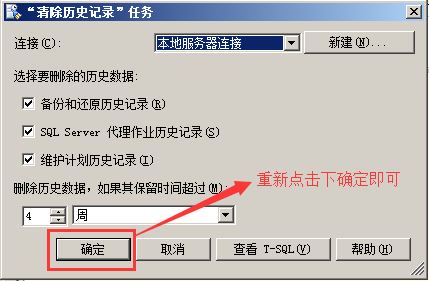 “清除历史记录”任务
连接(C): 本地服务器连接 新建(N)...
选择要删除的历史数据:
备份和还原历史记录(R)
SQL Server 代理作业历史记录(S)
维护计划历史记录(I)
删除历史数据，如果其保留时间超过(M):
重新点击下确定即可
4 周
确定 取消 查看 T-SQL(V) 帮助(H)